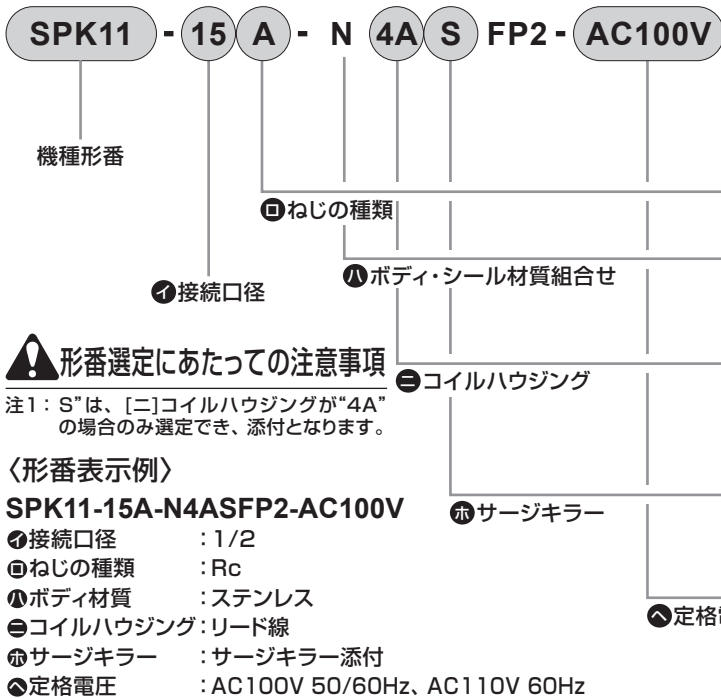 SPK11 - 15 A - N 4A S FP2 - AC100V
機種形番
ロねじの種類
ハボディ・シール材質組合せ
イ接続口径
形番選定にあたっての注意事項
ニコイルハウジング
注1： S”は、[ニ]コイルハウジングが“4A”
の場合のみ選定でき、添付となります。
〈形番表示例〉
SPK11-15A-N4ASFP2-AC100V
ホサージキラー
イ接続口径 ：1/2
ロねじの種類 ：Rc
ハボディ材質 ：ステンレス
ニコイルハウジング：リード線
ヘ定格
ホサージキラー ：サージキラー添付
ヘ定格電圧 ：AC100V 50/60Hz、AC110V 60Hz